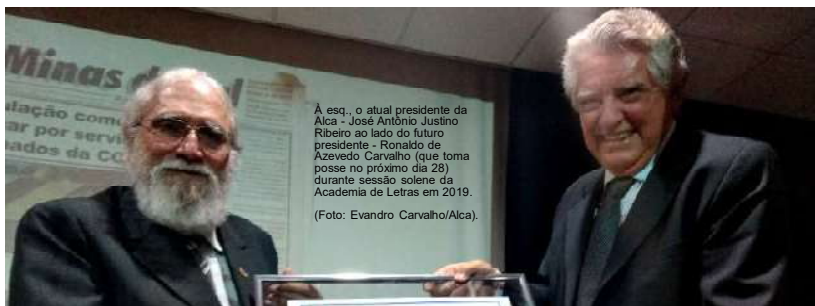 Minas
À esq., o atual presidente da
Alca - José Antônio Justino
Ribeiro ao lado do futuro
presidente - Ronaldo de
Azevedo Carvalho (que toma
posse no próximo dia 28)
durante sessão solene da
Academia de Letras em 2019.
(Foto: Evandro Carvalho/Alca).